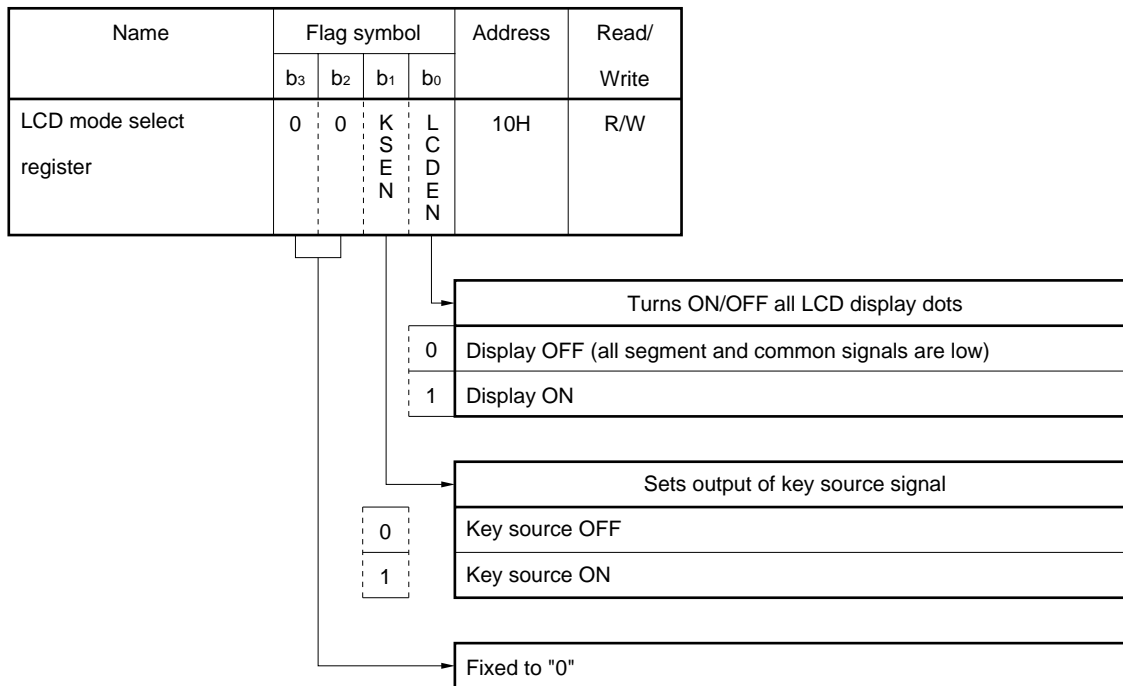 Name Flag symbol Address Read/
b3 b2 b1 b0 Write
LCD mode select 0 0 KSEN LCDEN 10H R/W
register
Turns ON/OFF all LCD display dots
0 Display OFF (all segment and common signals are low)
1 Display ON
Sets output of key source signal
0 Key source OFF
1 Key source ON
Fixed to "0"